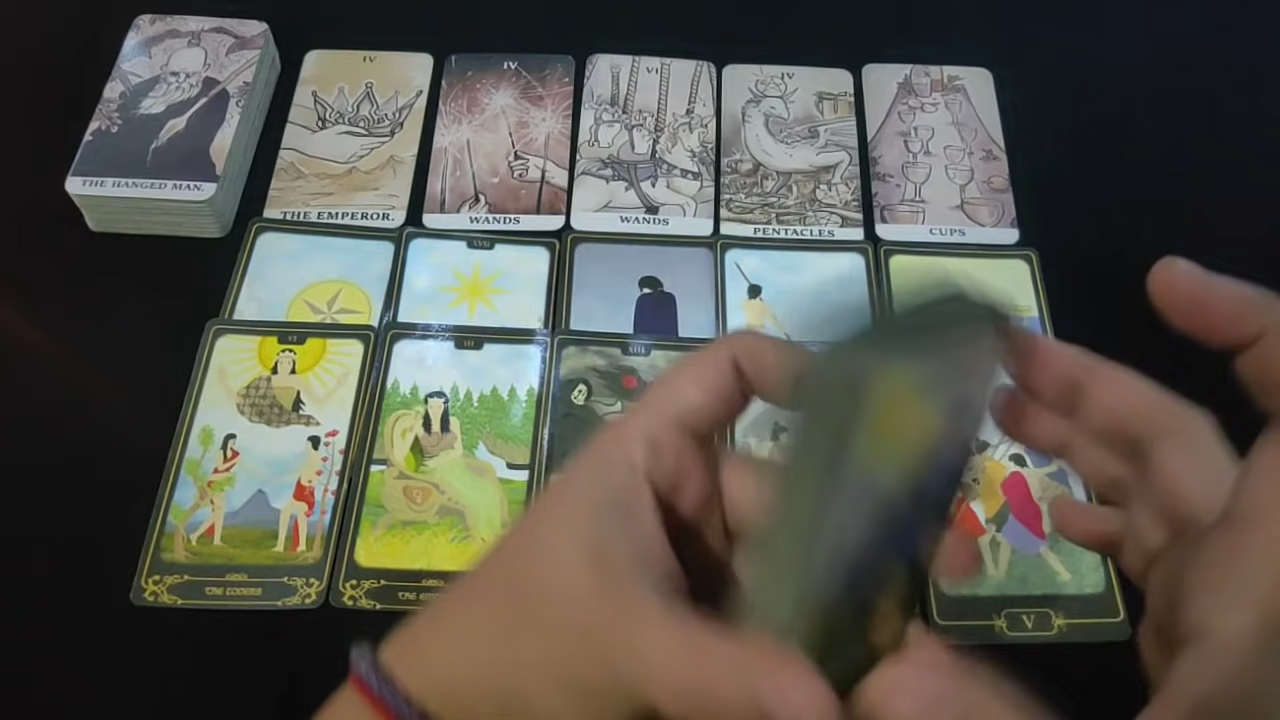 THE HANGED MAN.
IV
THE EMPEROR.
IV
WANDS
VI
WANDS
IV
PENTACLES
CUPS
XVII
VI
THE LOVERS
III
XIII
V